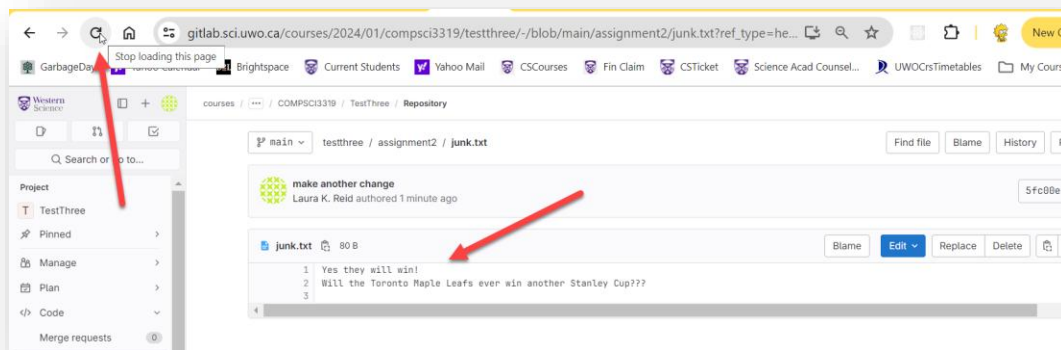 gitlab.sci.uwo.ca/courses/2024/01/compsci3319/testthree/-/blob/main/assignment2/junk.txt?ref_type=he...
New C
Stop loading this page
GarbageDay
Brightspace
Current Students
Yahoo Mail
CSCourses
Fin Claim
CSTicket
Science Acad Counsel...
UWOCrsTimetables
My Cours
Western
Science
courses / ... / COMPSCI3319 / TestThree / Repository
main
testthree / assignment2 / junk.txt
Find file
Blame
History
Search or to...
make another change
Laura K. Reid authored 1 minute ago
5fc00e
Project
T TestThree
Pinned
Manage
Plan
Code
Merge requests 0
junk.txt 80 B
Blame
Edit
Replace
Delete
1 Yes they will win!
2 Will the Toronto Maple Leafs ever win another Stanley Cup???
3